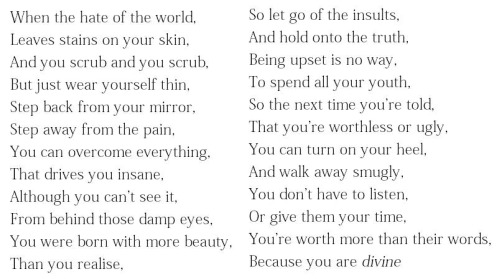 When the hate of the world,
Leaves stains on your skin,
And you scrub and you scrub,
But just wear yourself thin,
Step back from your mirror,
Step away from the pain,
You can overcome everything,
That drives you insane,
Although you can't see it,
From behind those damp eyes,
You were born with more beauty,
Than you realise,
So let go of the insults,
And hold onto the truth,
Being upset is no way,
To spend all your youth,
So the next time you're told,
That you're worthless or ugly,
You can turn on your heel,
And walk away smugly,
You don't have to listen,
Or give them your time,
You're worth more than their words,
Because you are divine